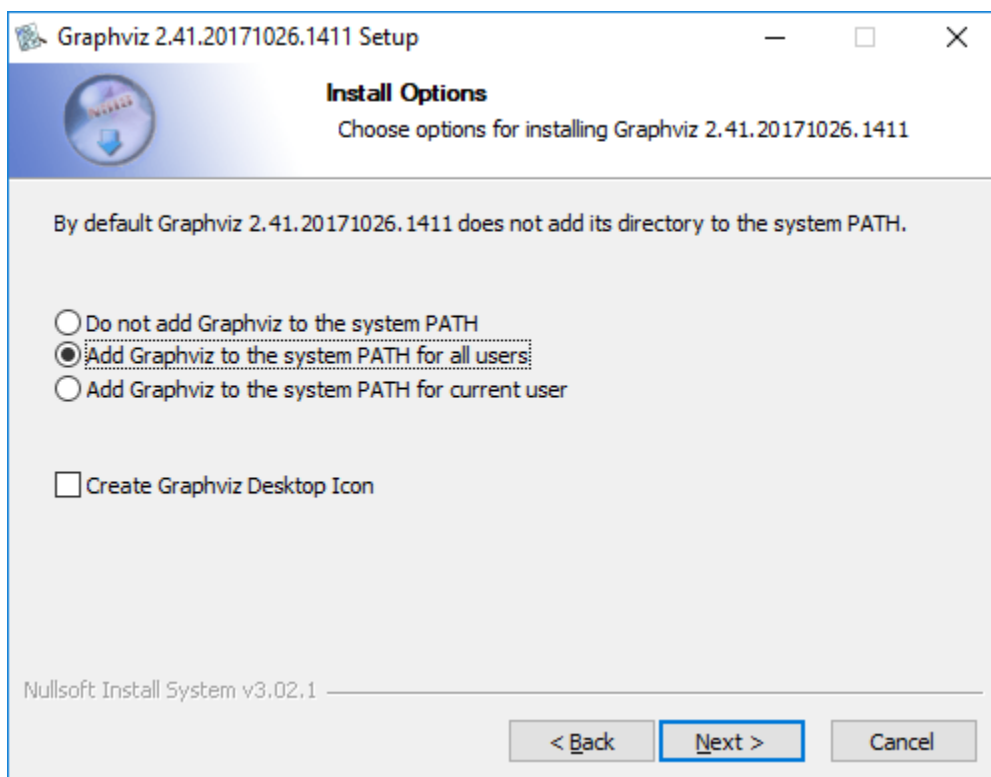 Graphviz 2.41.20171026.1411 Setup
Install Options
Choose options for installing Graphviz 2.41.20171026.1411
By default Graphviz 2.41.20171026.1411 does not add its directory to the system PATH.
Do not add Graphviz to the system PATH
Add Graphviz to the system PATH for all users
Add Graphviz to the system PATH for current user
Create Graphviz Desktop Icon
Nullsoft Install System v3.02.1
< Back Next > Cancel